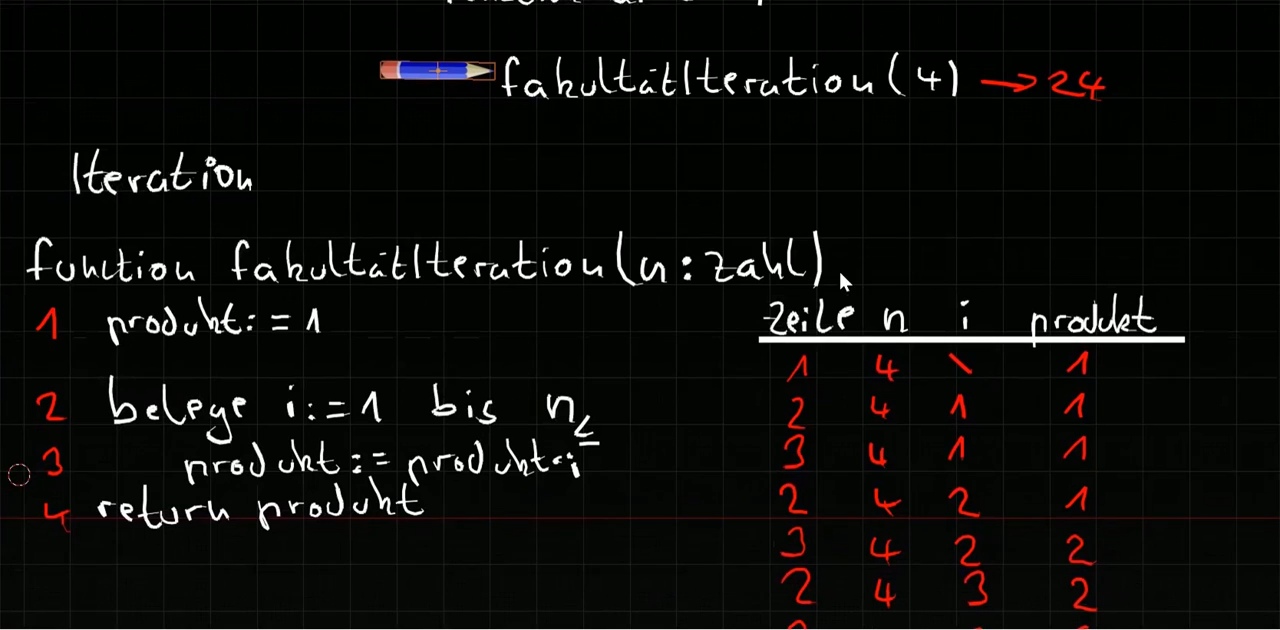 fakultätIteration(4) → 24
Iteration
function fakultätIteration(n:zahl)
1 produkt:=1
2 belege i:=1 bis n ≤
3 produkt:=produkt·i
4 return produkt
zeile n i produkt
1 4 \ 1
2 4 1 1
3 4 1 1
2 4 2 1
3 4 2 2
2 4 3 2